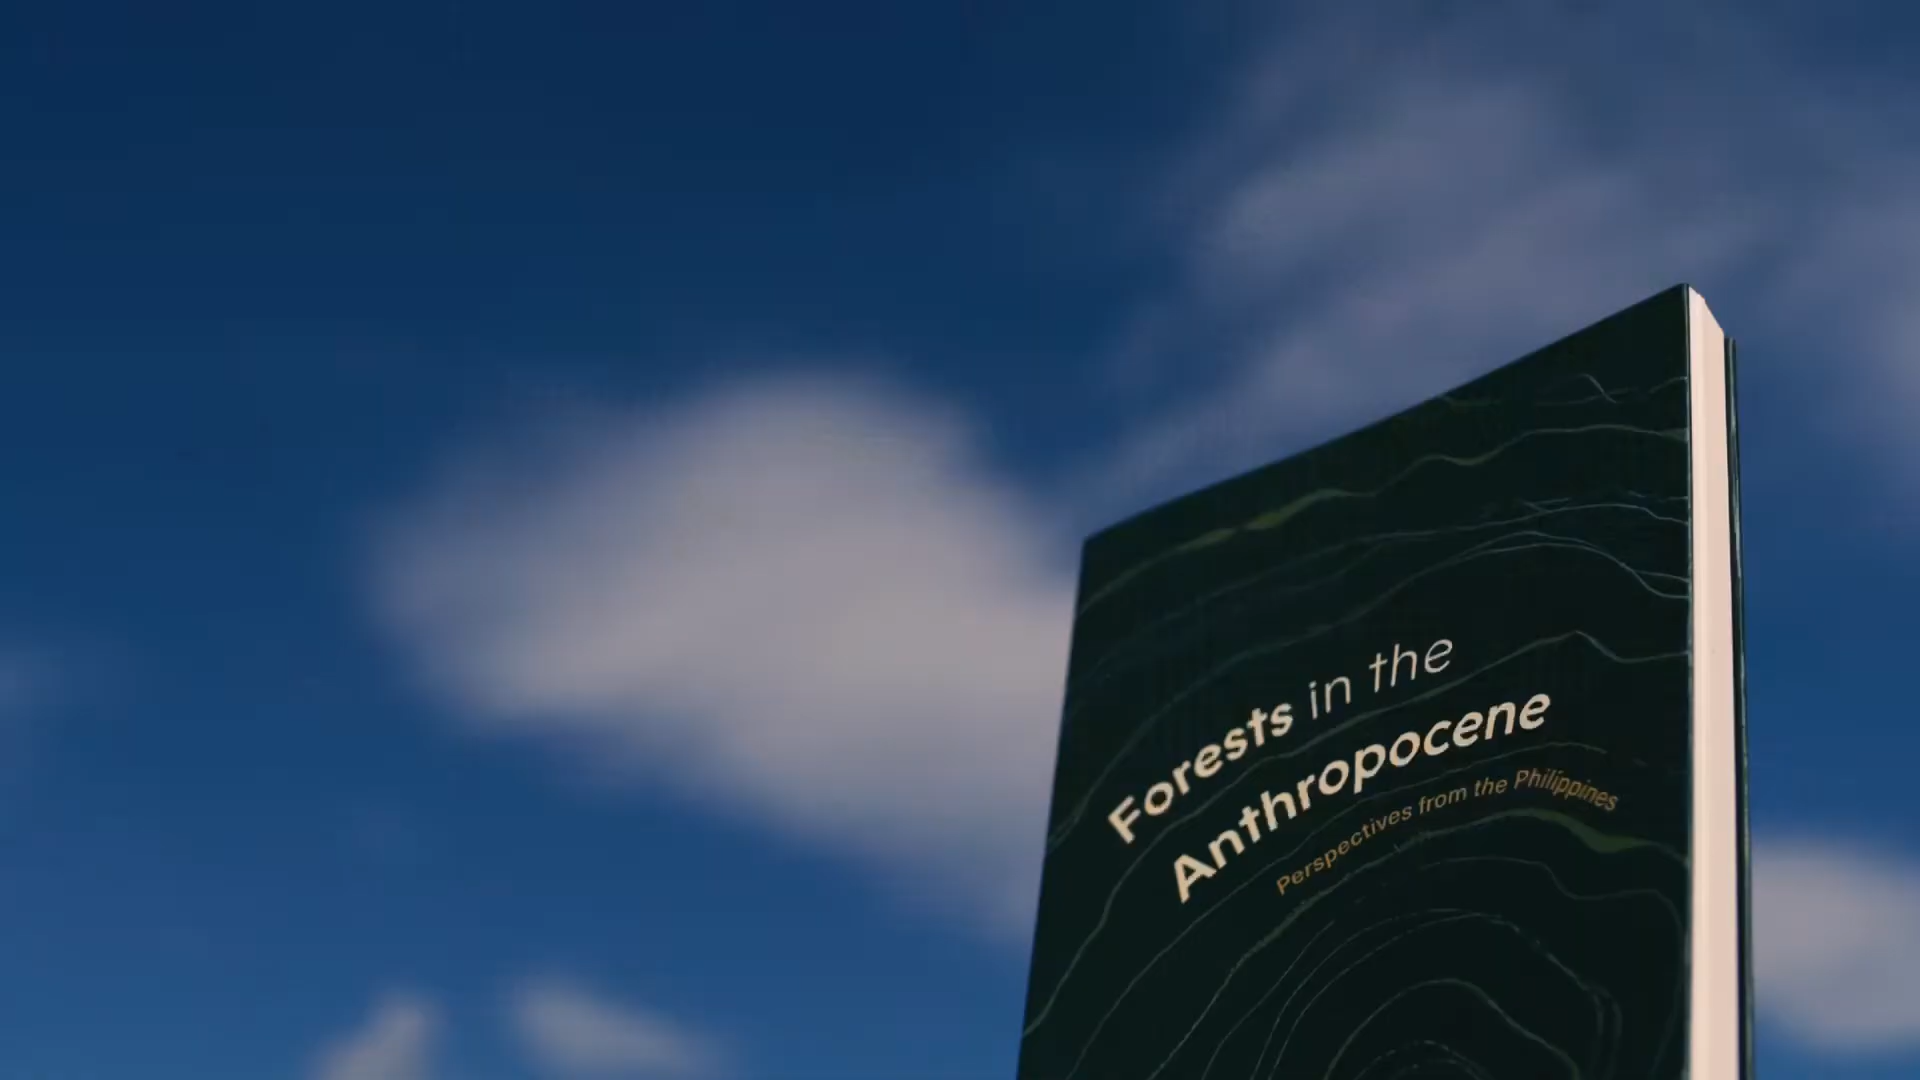 Forests in the
Anthropocene
Perspectives from the Philippines